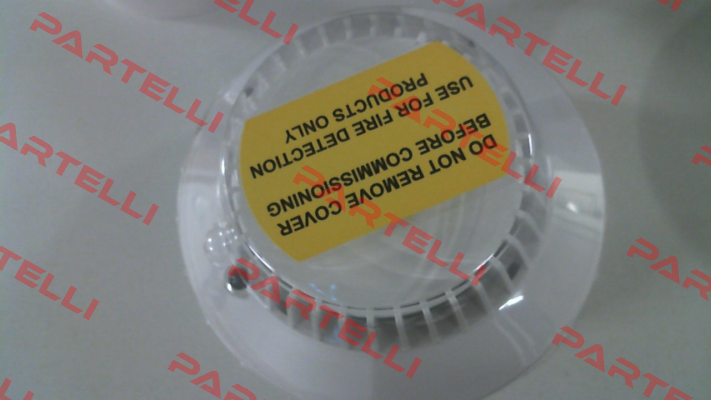 DO NOT REMOVE COVER
BEFORE COMMISSIONING
USE FOR FIRE DETECTION
PRODUCTS ONLY
PARTELLI
PARTELLI
PARTELLI
PARTELLI
PARTELLI
PARTELLI
PARTELLI